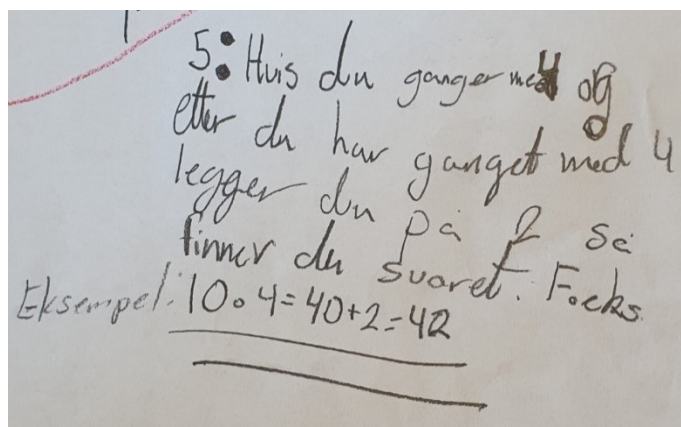 5: Hvis du ganger med 4 og
etter du har ganget med 4
legger du på 2 så
finner du svaret. F.eks.
Eksempel: 10 • 4 = 40 + 2 = 42